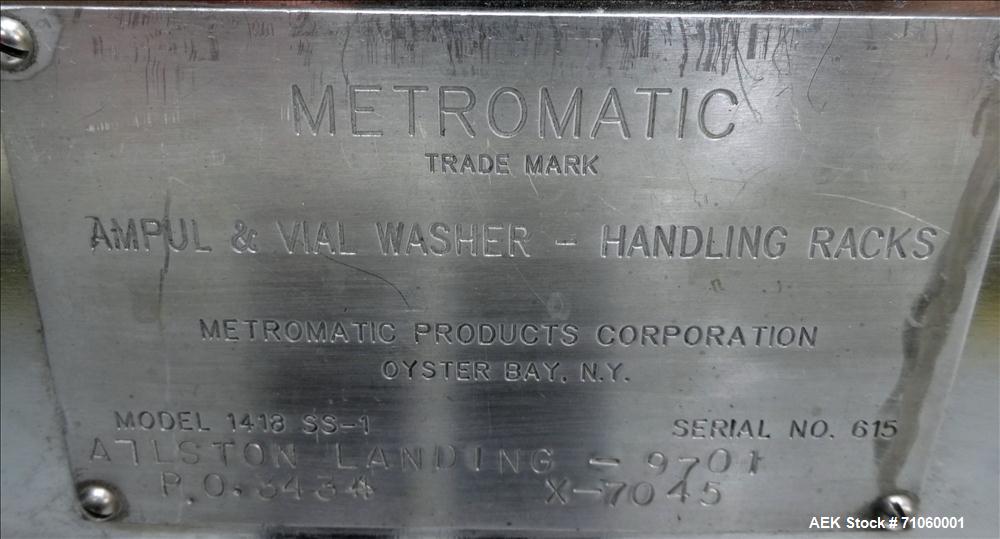 METROMATIC
TRADE MARK
AMPUL & VIAL WASHER - HANDLING RACKS
METROMATIC PRODUCTS CORPORATION
OYSTER BAY, N.Y.
MODEL 1418 SS-1 SERIAL NO. 615
LANDING - 9701
P.O. X-7045
AEK Stock # 71060001